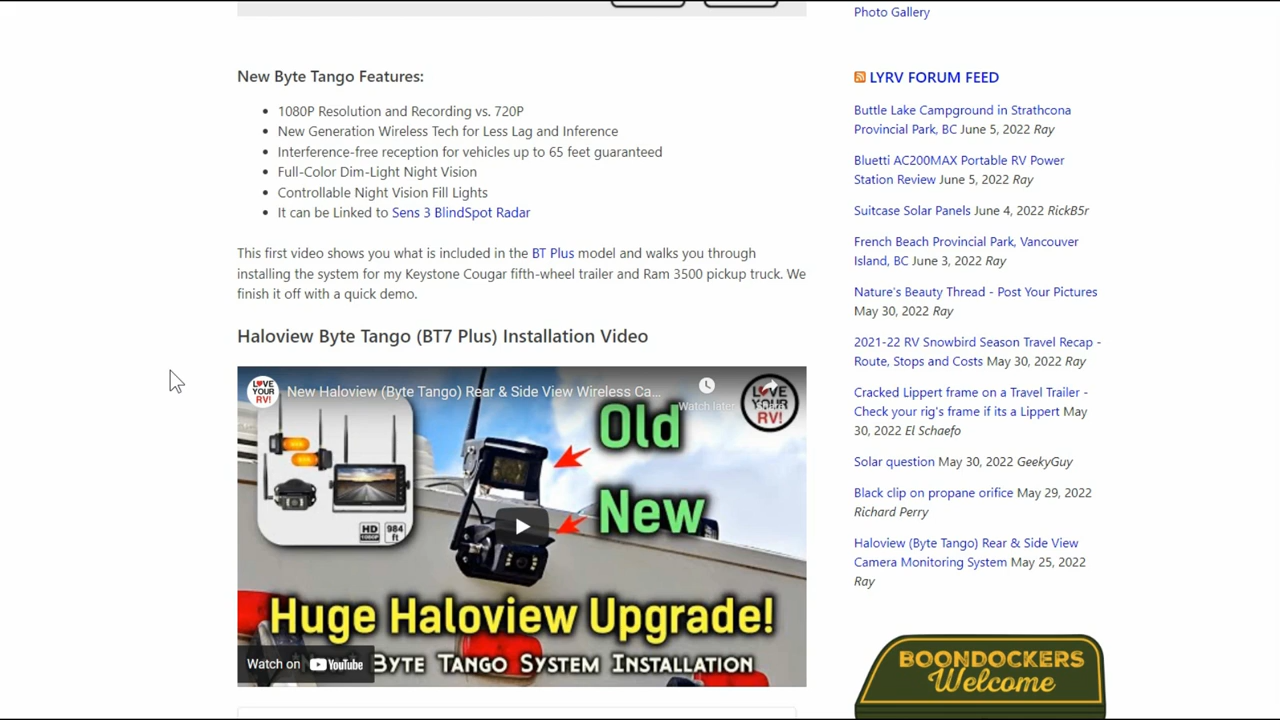 Photo Gallery
New Byte Tango Features:
1080P Resolution and Recording vs. 720P
New Generation Wireless Tech for Less Lag and Inference
Interference-free reception for vehicles up to 65 feet guaranteed
Full-Color Dim-Light Night Vision
Controllable Night Vision Fill Lights
It can be Linked to Sens 3 BlindSpot Radar
This first video shows you what is included in the BT Plus model and walks you through
installing the system for my Keystone Cougar fifth-wheel trailer and Ram 3500 pickup truck. We
finish it off with a quick demo.
Haloview Byte Tango (BT7 Plus) Installation Video
LOVE
YOUR
RV!
New Haloview (Byte Tango) Rear & Side View Wireless Ca...
Watch later
Share
LOVE
YOUR
RV!
Old
New
HD
1080P
984
ft
Huge Haloview Upgrade!
Byte Tango System Installation
Watch on YouTube
LYRV FORUM FEED
Buttle Lake Campground in Strathcona
Provincial Park, BC June 5, 2022 Ray
Bluetti AC200MAX Portable RV Power
Station Review June 5, 2022 Ray
Suitcase Solar Panels June 4, 2022 RickB5r
French Beach Provincial Park, Vancouver
Island, BC June 3, 2022 Ray
Nature's Beauty Thread - Post Your Pictures
May 30, 2022 Ray
2021-22 RV Snowbird Season Travel Recap -
Route, Stops and Costs May 30, 2022 Ray
Cracked Lippert frame on a Travel Trailer -
Check your rig's frame if its a Lippert May
30, 2022 El Schaefo
Solar question May 30, 2022 GeekyGuy
Black clip on propane orifice May 29, 2022
Richard Perry
Haloview (Byte Tango) Rear & Side View
Camera Monitoring System May 25, 2022
Ray
BOONDOCKERS
Welcome